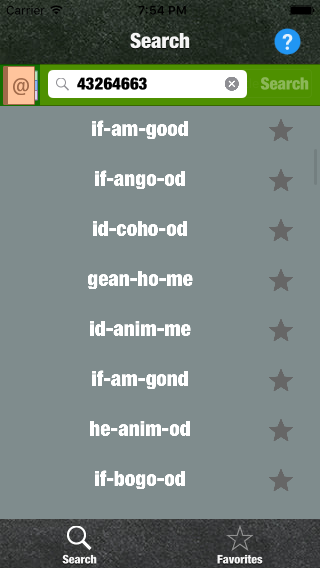 Carrier 7:54 PM
Search
?
@ 43264663 Search
if-am-good
if-ango-od
id-coho-od
gean-ho-me
id-anim-me
if-am-gond
he-anim-od
if-bogo-od
Search Favorites